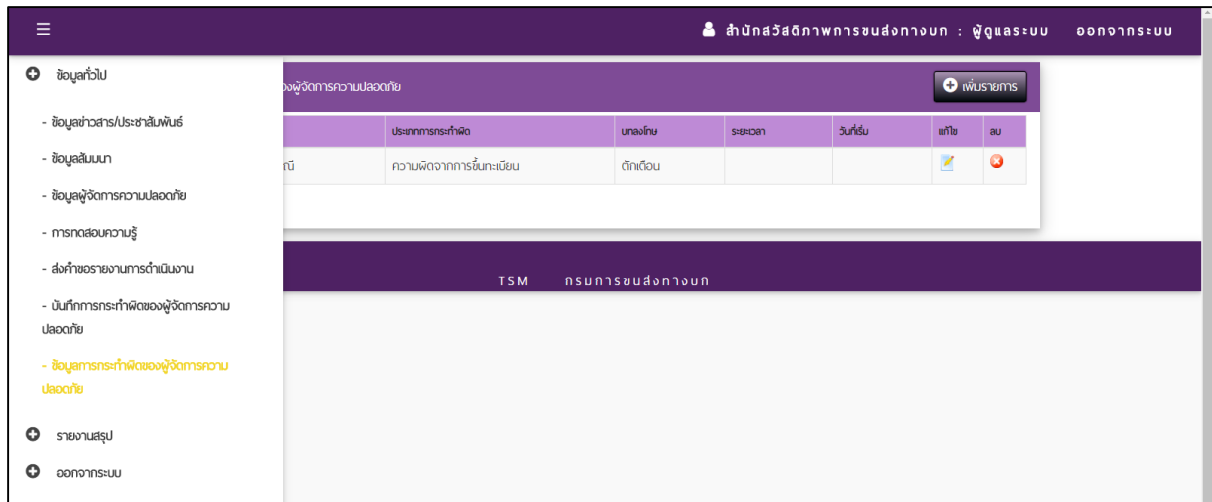 สำนักสวัสดิภาพการขนส่งทางบก : ผู้ดูแลระบบ ออกจากระบบ
ข้อมูลทั่วไป
- ข้อมูลข่าวสาร/ประชาสัมพันธ์
- ข้อมูลสัมมนา
- ข้อมูลผู้จัดการความปลอดภัย
- การทดสอบความรู้
- ส่งคำขอรายงานการดำเนินงาน
- บันทึกการกระทำผิดของผู้จัดการความ
ปลอดภัย
- ข้อมูลการกระทำผิดของผู้จัดการความ
ปลอดภัย
รายงานสรุป
ออกจากระบบ
งผู้จัดการความปลอดภัย เพิ่มรายการ
ประเภทการกระทำผิด บทลงโทษ ระยะเวลา วันที่เริ่ม แก้ไข ลบ
ณี ความผิดจากการขึ้นทะเบียน ตักเตือน
TSM กรมการขนส่งทางบก